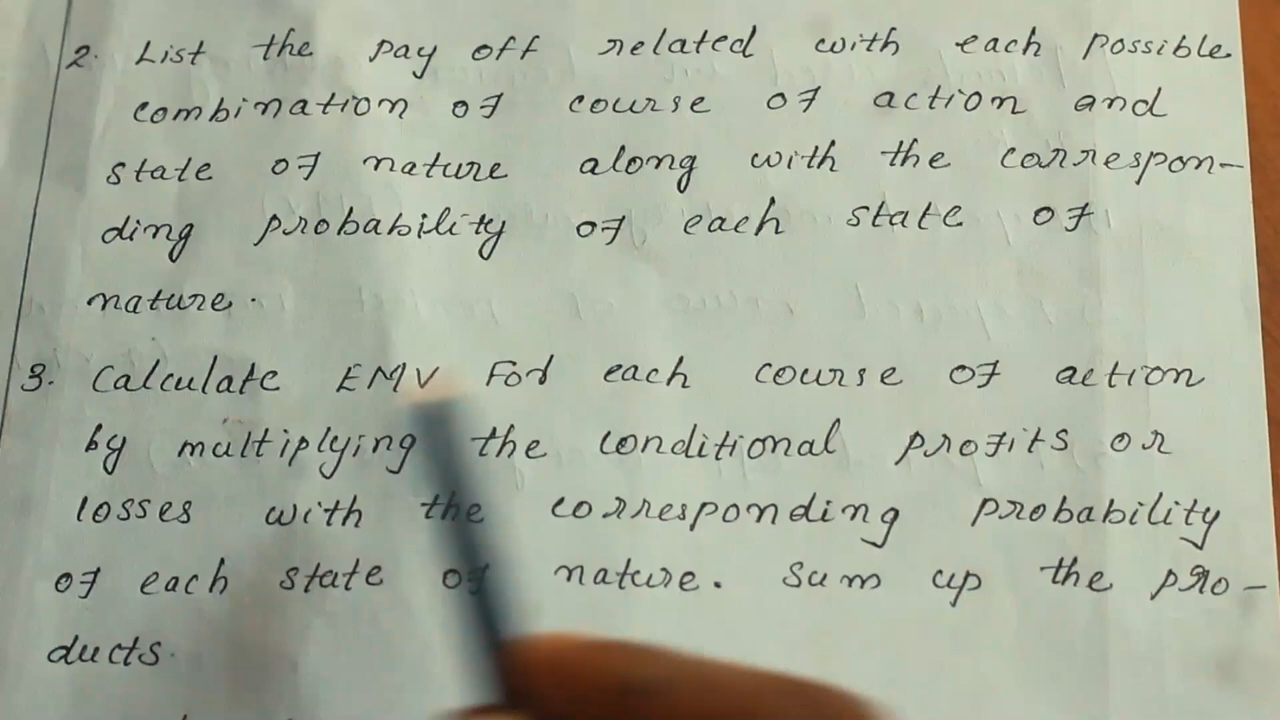 2. List the pay off related with each possible
combination of course of action and
state of nature along with the correspon-
ding probability of each state of
nature.
3. Calculate EMV For each course of action
by multiplying the conditional profits or
losses with the corresponding probability
of each state of nature. Sum up the pro-
ducts.